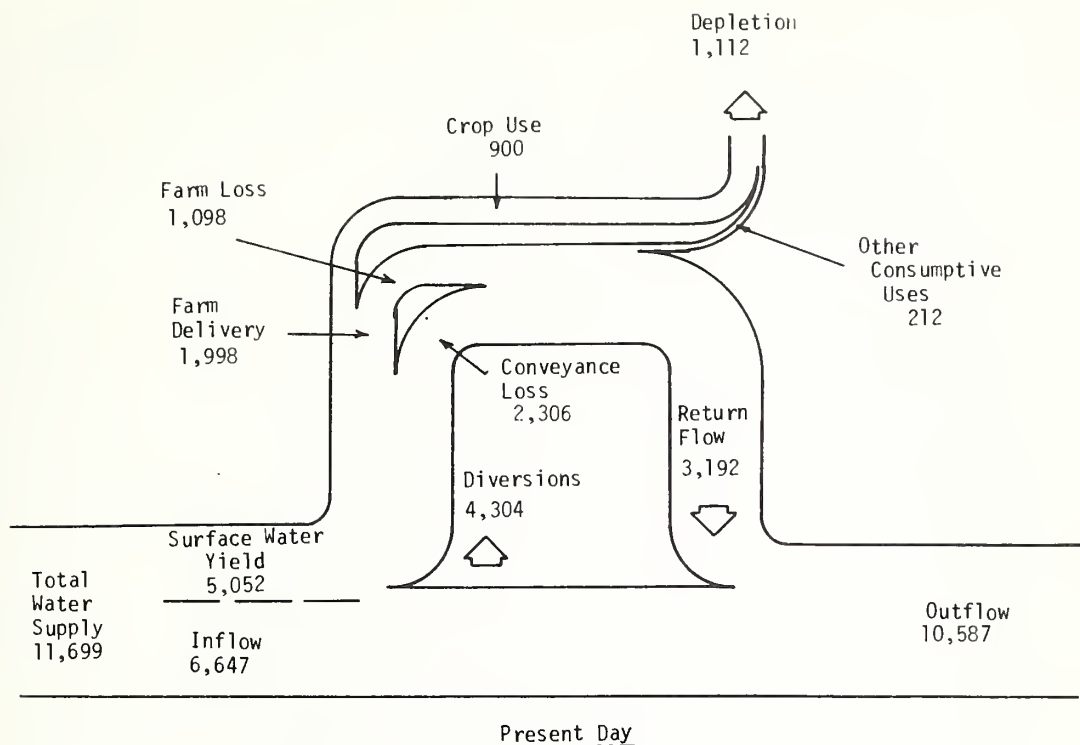 Depletion
1,112
Crop Use
900
Farm Loss
1,098
Other
Consumptive
Uses
212
Farm
Delivery
1,998
Conveyance
Loss
2,306
Return
Flow
3,192
Diversions
4,304
Surface Water
Yield
5,052
Total
Water
Supply
11,699
Inflow
6,647
Outflow
10,587
Present Day